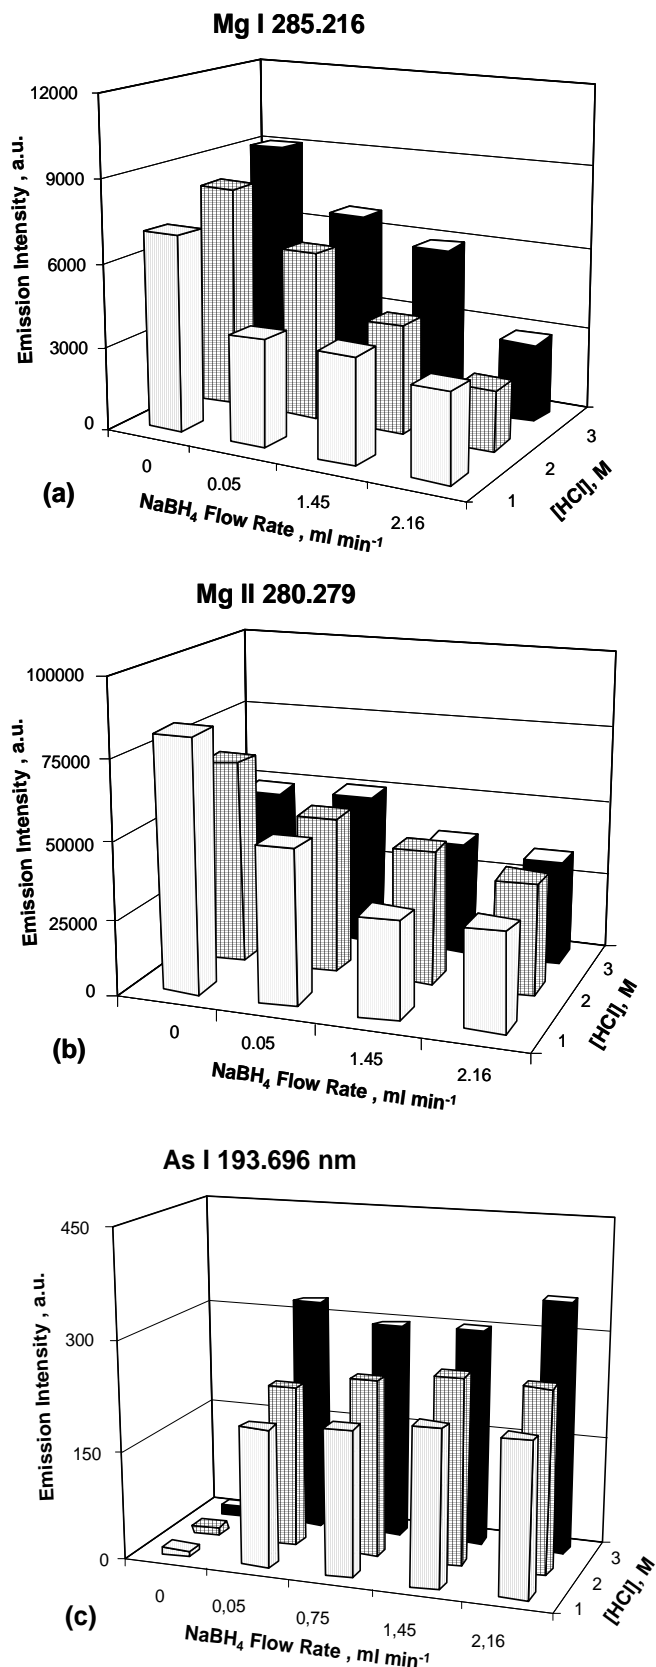 Mg I 285.216
Emission Intensity , a.u.
12000
9000
6000
3000
0
0
0.05
1.45
2.16
1
2
3
NaBH4 Flow Rate , ml min-1
[HCl], M
(a)
Mg II 280.279
Emission Intensity , a.u.
100000
75000
50000
25000
0
0
0.05
1.45
2.16
1
2
3
NaBH4 Flow Rate , ml min-1
[HCl], M
(b)
As I 193.696 nm
Emission Intensity , a.u.
450
300
150
0
0
0,05
0,75
1,45
2,16
1
2
3
NaBH4 Flow Rate , ml min-1
[HCl], M
(c)